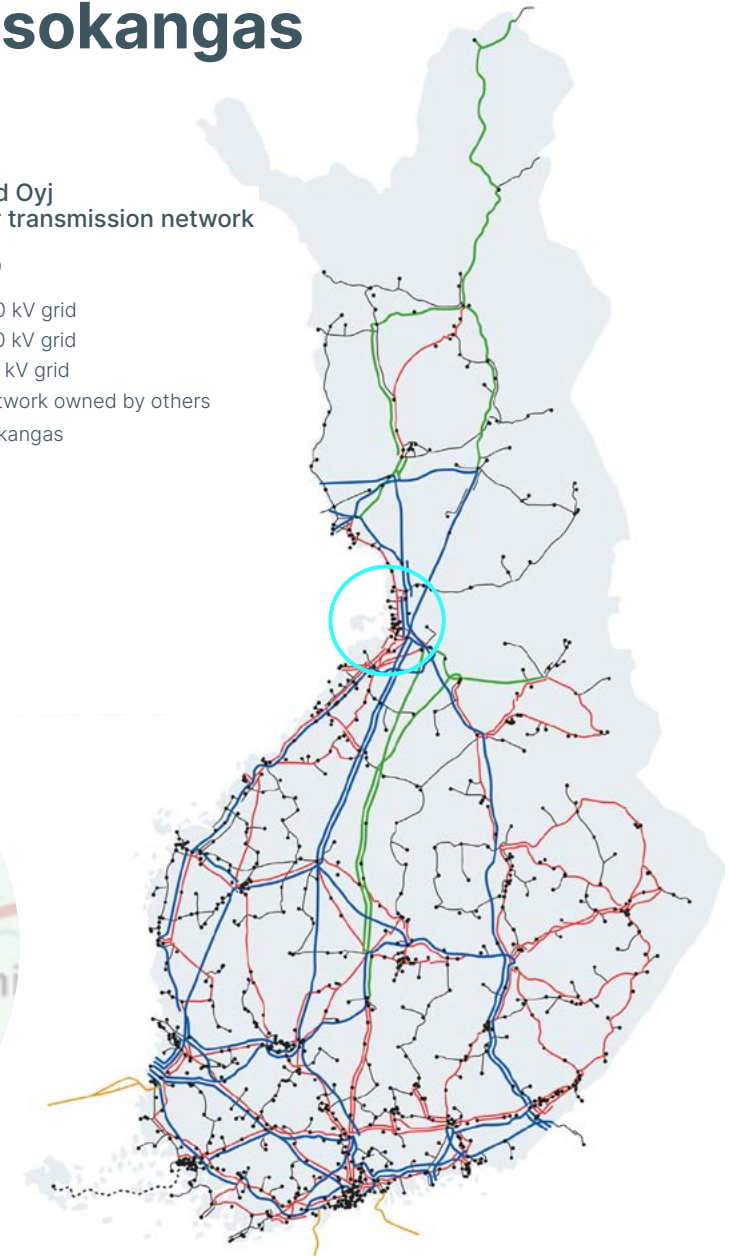 sokangas
d Oyj
transmission network
0 kV grid
0 kV grid
kV grid
twork owned by others
kangas